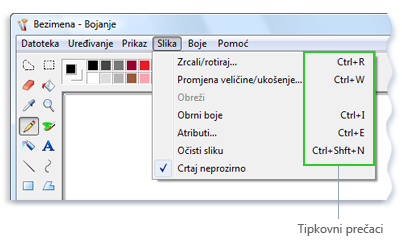 Bezimena - Bojanje
Datoteka Uređivanje Prikaz Slika Boje Pomoć
Zrcali/rotiraj... Ctrl+R
Promjena veličine/ukošenje... Ctrl+W
Obreži
Obrni boje Ctrl+I
Atributi... Ctrl+E
Očisti sliku Ctrl+Shft+N
Crtaj neprozirno
A
Tipkovni prečaci